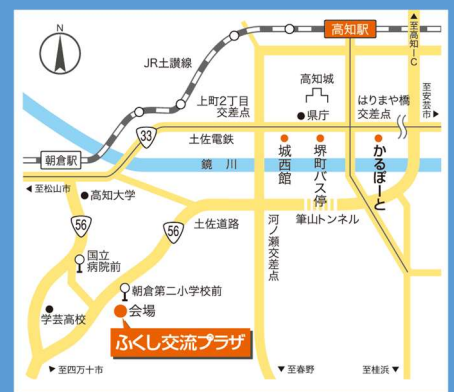 N
高知駅
▲至高知IC
JR土讃線
高知城
上町2丁目
交差点
県庁
はりまや橋
交差点
至安芸市▶
33
土佐電鉄
朝倉駅
鏡川
城西館
堺町バス停
かるぽーと
◀至松山市
高知大学
56
土佐道路
56
河ノ瀬交差点
筆山トンネル
国立
病院前
朝倉第二小学校前
学芸高校
会場
ふくし交流プラザ
▶至四万十市
▼至春野
至桂浜▼